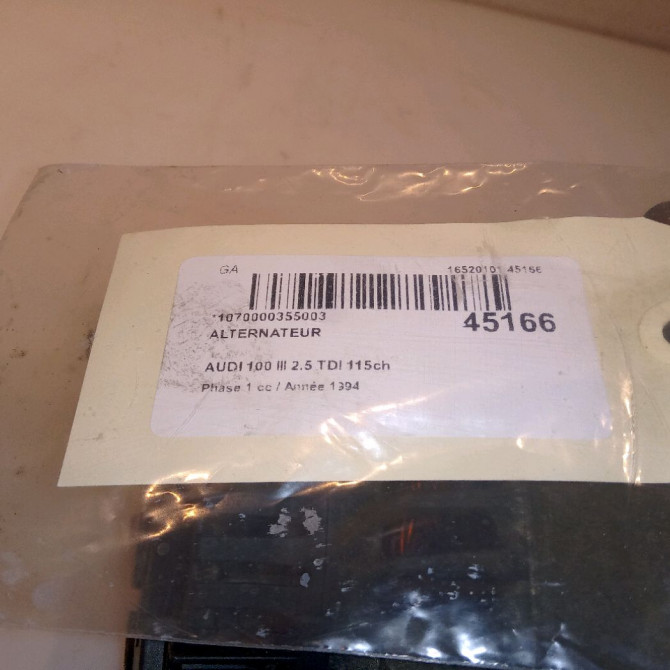 GA 16520101 45166
*1070000355003 45166
ALTERNATEUR
AUDI 100 III 2.5 TDI 115ch
Phase 1 cc / Année 1994